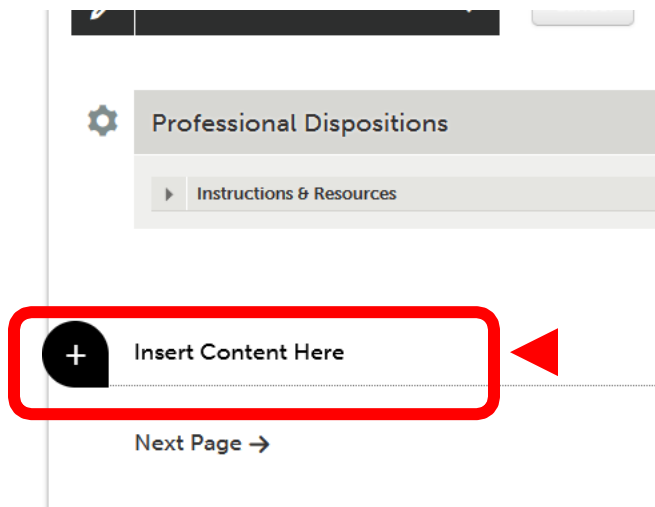 Professional Dispositions
Instructions & Resources
+ Insert Content Here
Next Page →